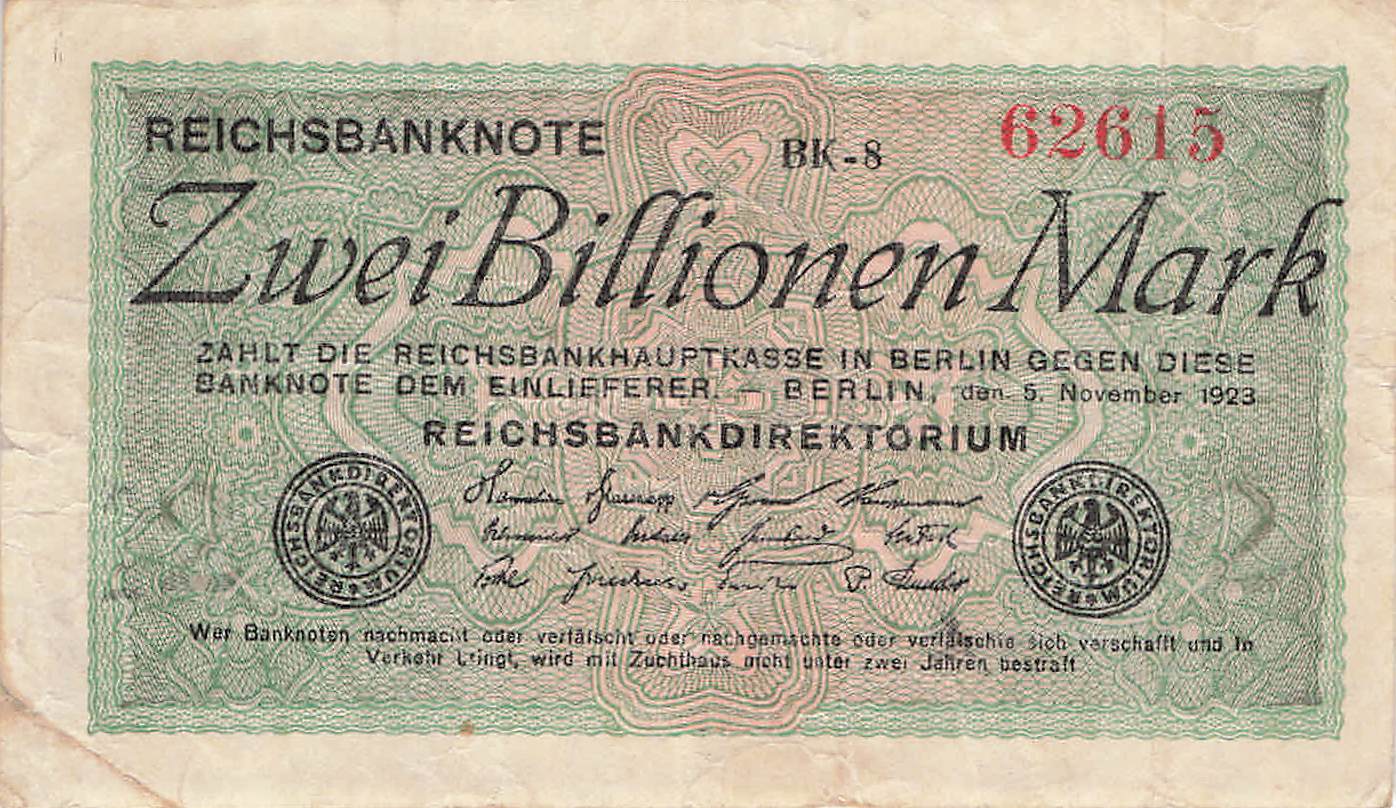 REICHSBANKNOTE BK-8 62615
Zwei Billionen Mark
ZAHLT DIE REICHSBANKHAUPTKASSE IN BERLIN GEGEN DIESE
BANKNOTE DEM EINLIEFERER. – BERLIN, den 5. November 1923
REICHSBANKDIREKTORIUM
REICHSBANKDIREKTORIUM
REICHSBANKDIREKTORIUM
Wer Banknoten nachmacht oder verfälscht oder nachgemachte oder verfälschte sich verschafft und in
Verkehr bringt, wird mit Zuchthaus nicht unter zwei Jahren bestraft